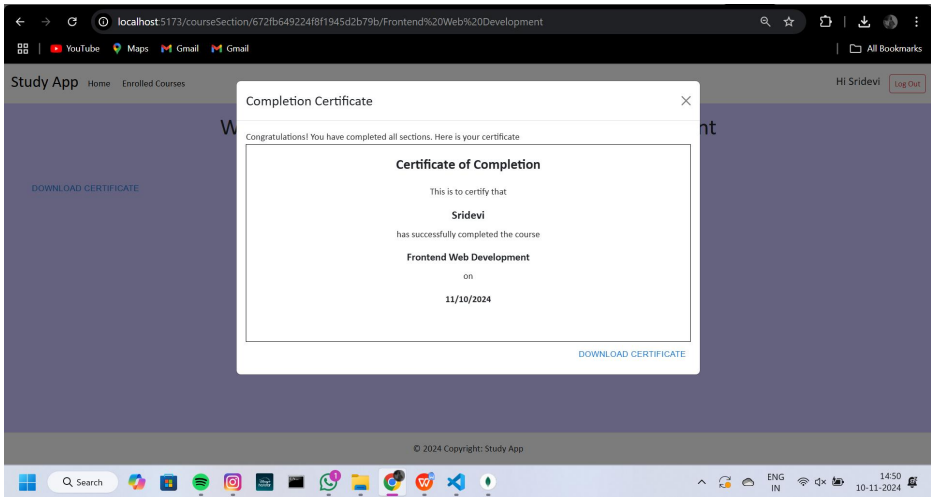 localhost:5173/courseSection/672fb649224f8f1945d2b79b/Frontend%20Web%20Development
YouTube Maps Gmail Gmail All Bookmarks
Study App Home Enrolled Courses Hi Sridevi Log Out
Completion Certificate
W nt
Congratulations! You have completed all sections. Here is your certificate
Certificate of Completion
DOWNLOAD CERTIFICATE
This is to certify that
Sridevi
has successfully completed the course
Frontend Web Development
on
11/10/2024
DOWNLOAD CERTIFICATE
© 2024 Copyright: Study App
Search ENG 14:50
IN 10-11-2024